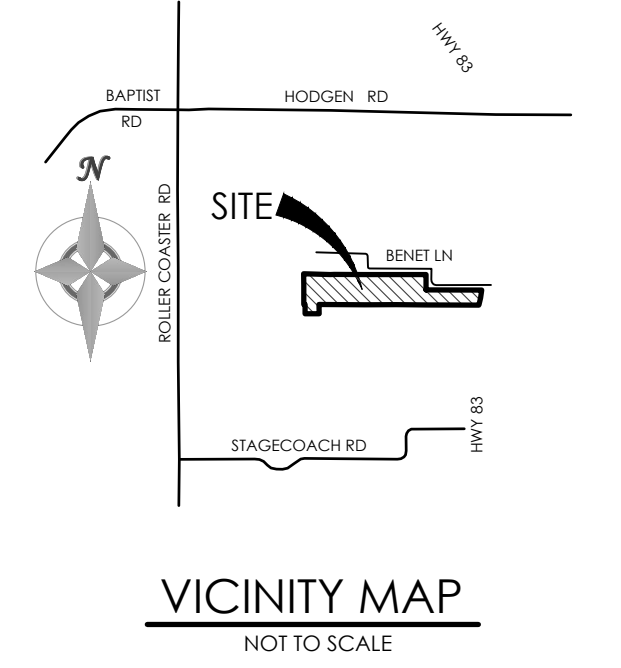 HWY 83
BAPTIST
RD
HODGEN RD
N
ROLLER COASTER RD
SITE
BENET LN
STAGECOACH RD
HWY 83
VICINITY MAP
NOT TO SCALE